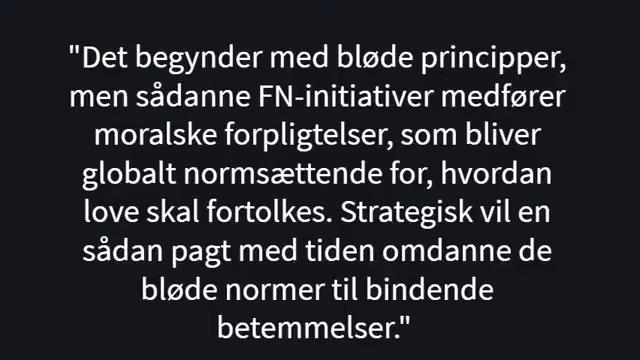 "Det begynder med bløde principper,
men sådanne FN-initiativer medfører
moralske forpligtelser, som bliver
globalt normsættende for, hvordan
love skal fortolkes. Strategisk vil en
sådan pagt med tiden omdanne de
bløde normer til bindende
betemmelser."